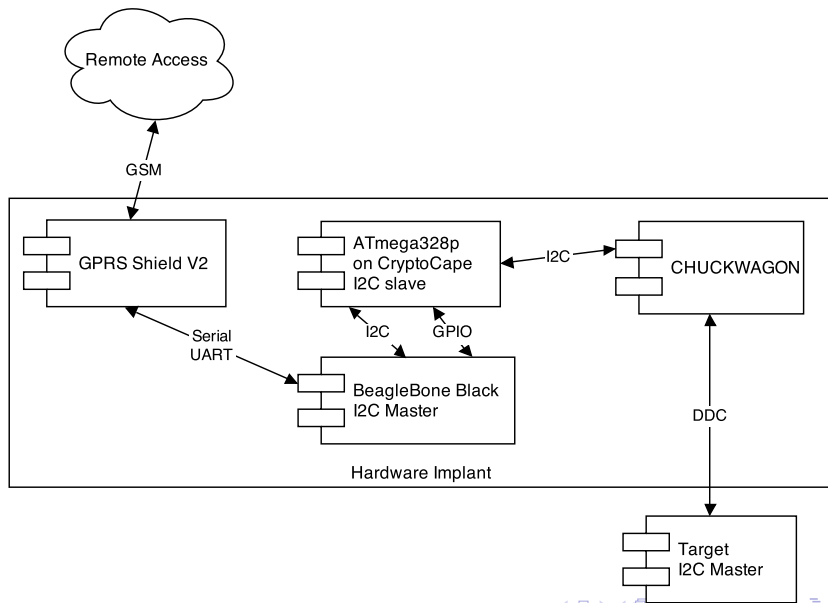 Remote Access
GSM
GPRS Shield V2
ATmega328p
on CryptoCape
I2C slave
I2C
CHUCKWAGON
Serial
UART
I2C
GPIO
BeagleBone Black
I2C Master
DDC
Hardware Implant
Target
I2C Master